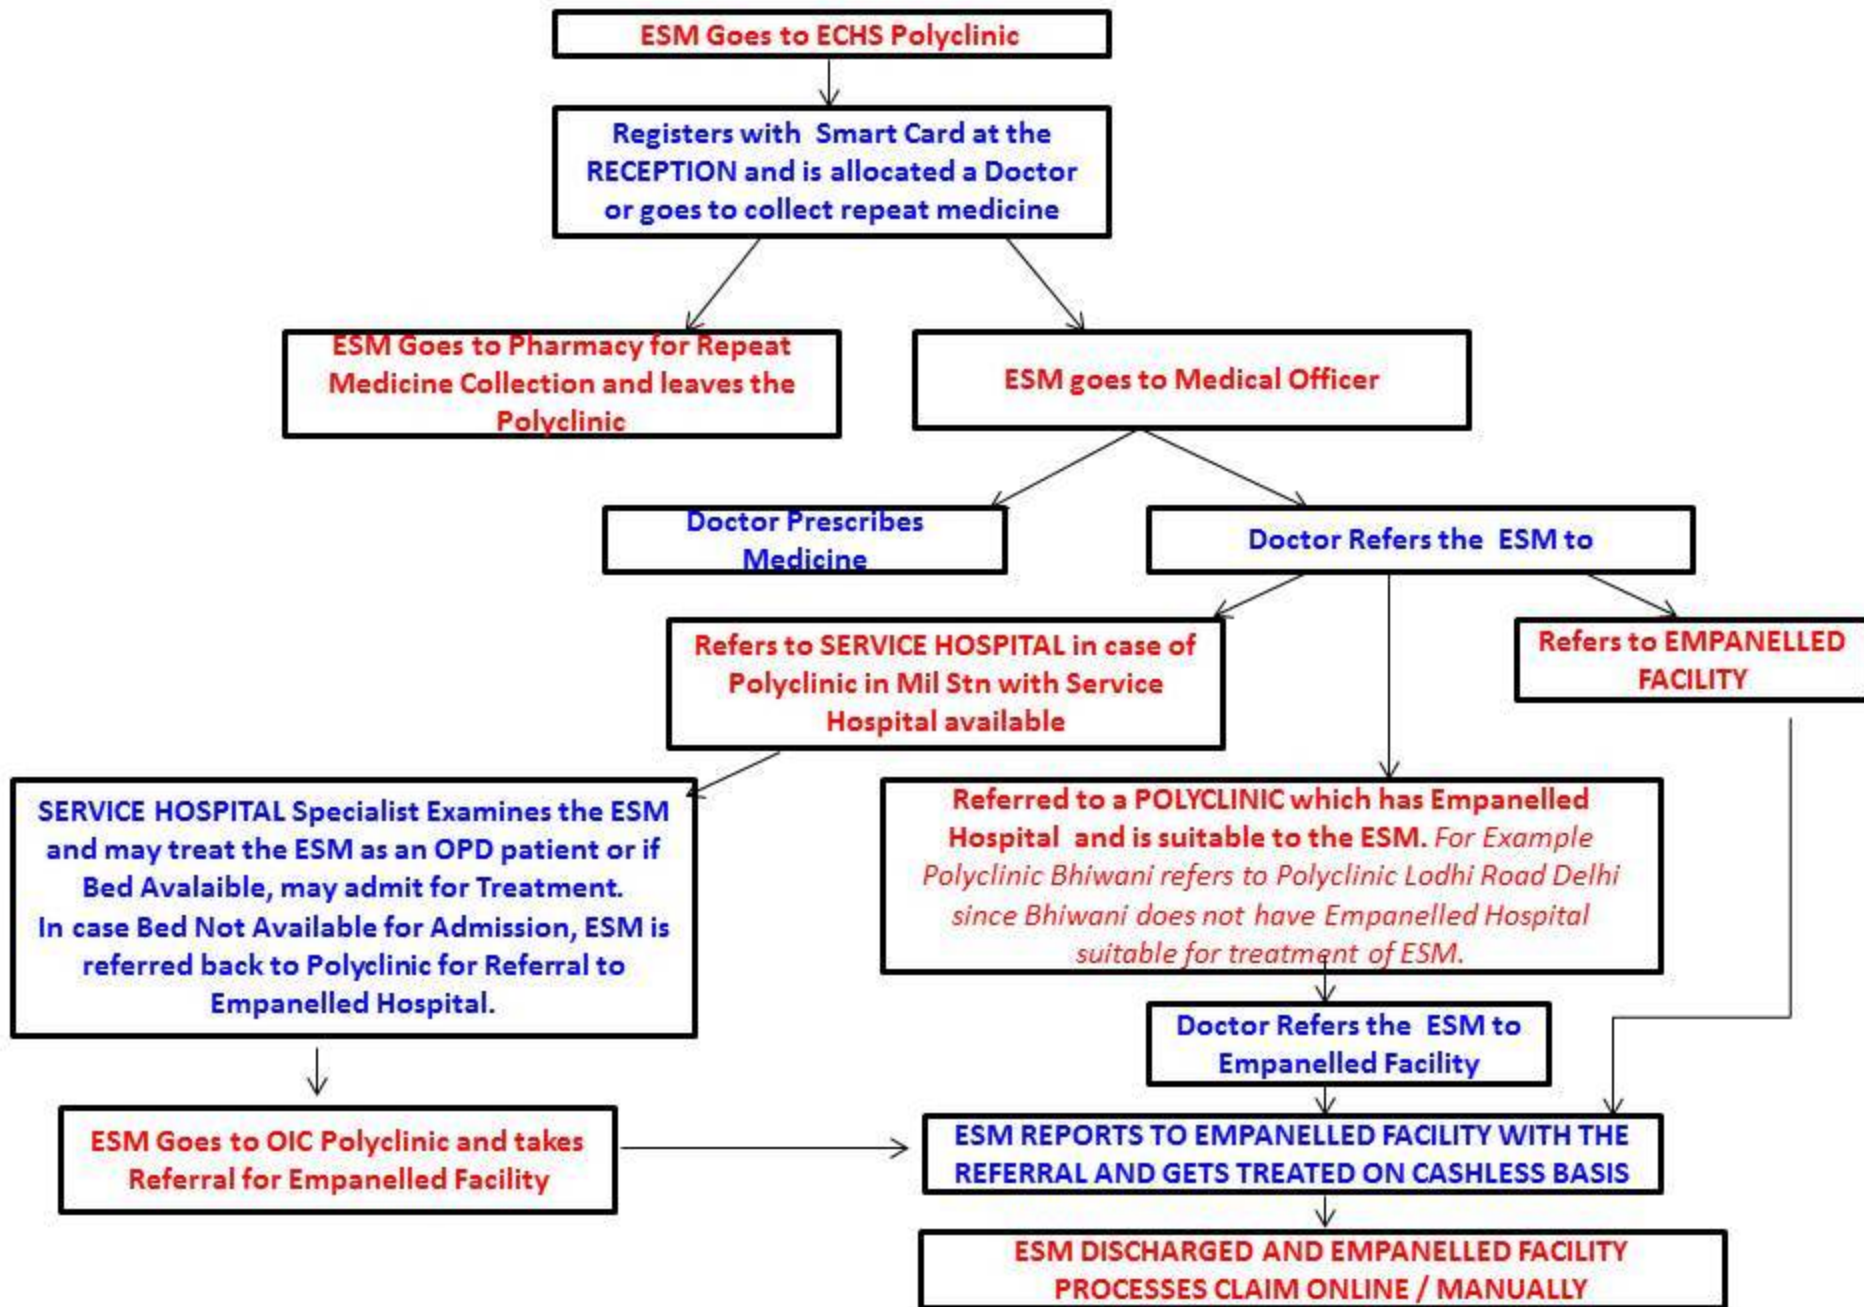 ESM Goes to ECHS Polyclinic
Registers with Smart Card at the
RECEPTION and is allocated a Doctor
or goes to collect repeat medicine
ESM Goes to Pharmacy for Repeat
Medicine Collection and leaves the
Polyclinic
ESM goes to Medical Officer
Doctor Prescribes
Medicine
Doctor Refers the ESM to
Refers to SERVICE HOSPITAL in case of
Polyclinic in Mil Stn with Service
Hospital available
Refers to EMPANELLED
FACILITY
SERVICE HOSPITAL Specialist Examines the ESM
and may treat the ESM as an OPD patient or if
Bed Avalaible, may admit for Treatment.
In case Bed Not Available for Admission, ESM is
referred back to Polyclinic for Referral to
Empanelled Hospital.
Referred to a POLYCLINIC which has Empanelled
Hospital and is suitable to the ESM. For Example
Polyclinic Bhiwani refers to Polyclinic Lodhi Road Delhi
since Bhiwani does not have Empanelled Hospital
suitable for treatment of ESM.
Doctor Refers the ESM to
Empanelled Facility
ESM Goes to OIC Polyclinic and takes
Referral for Empanelled Facility
ESM REPORTS TO EMPANELLED FACILITY WITH THE
REFERRAL AND GETS TREATED ON CASHLESS BASIS
ESM DISCHARGED AND EMPANELLED FACILITY
PROCESSES CLAIM ONLINE / MANUALLY